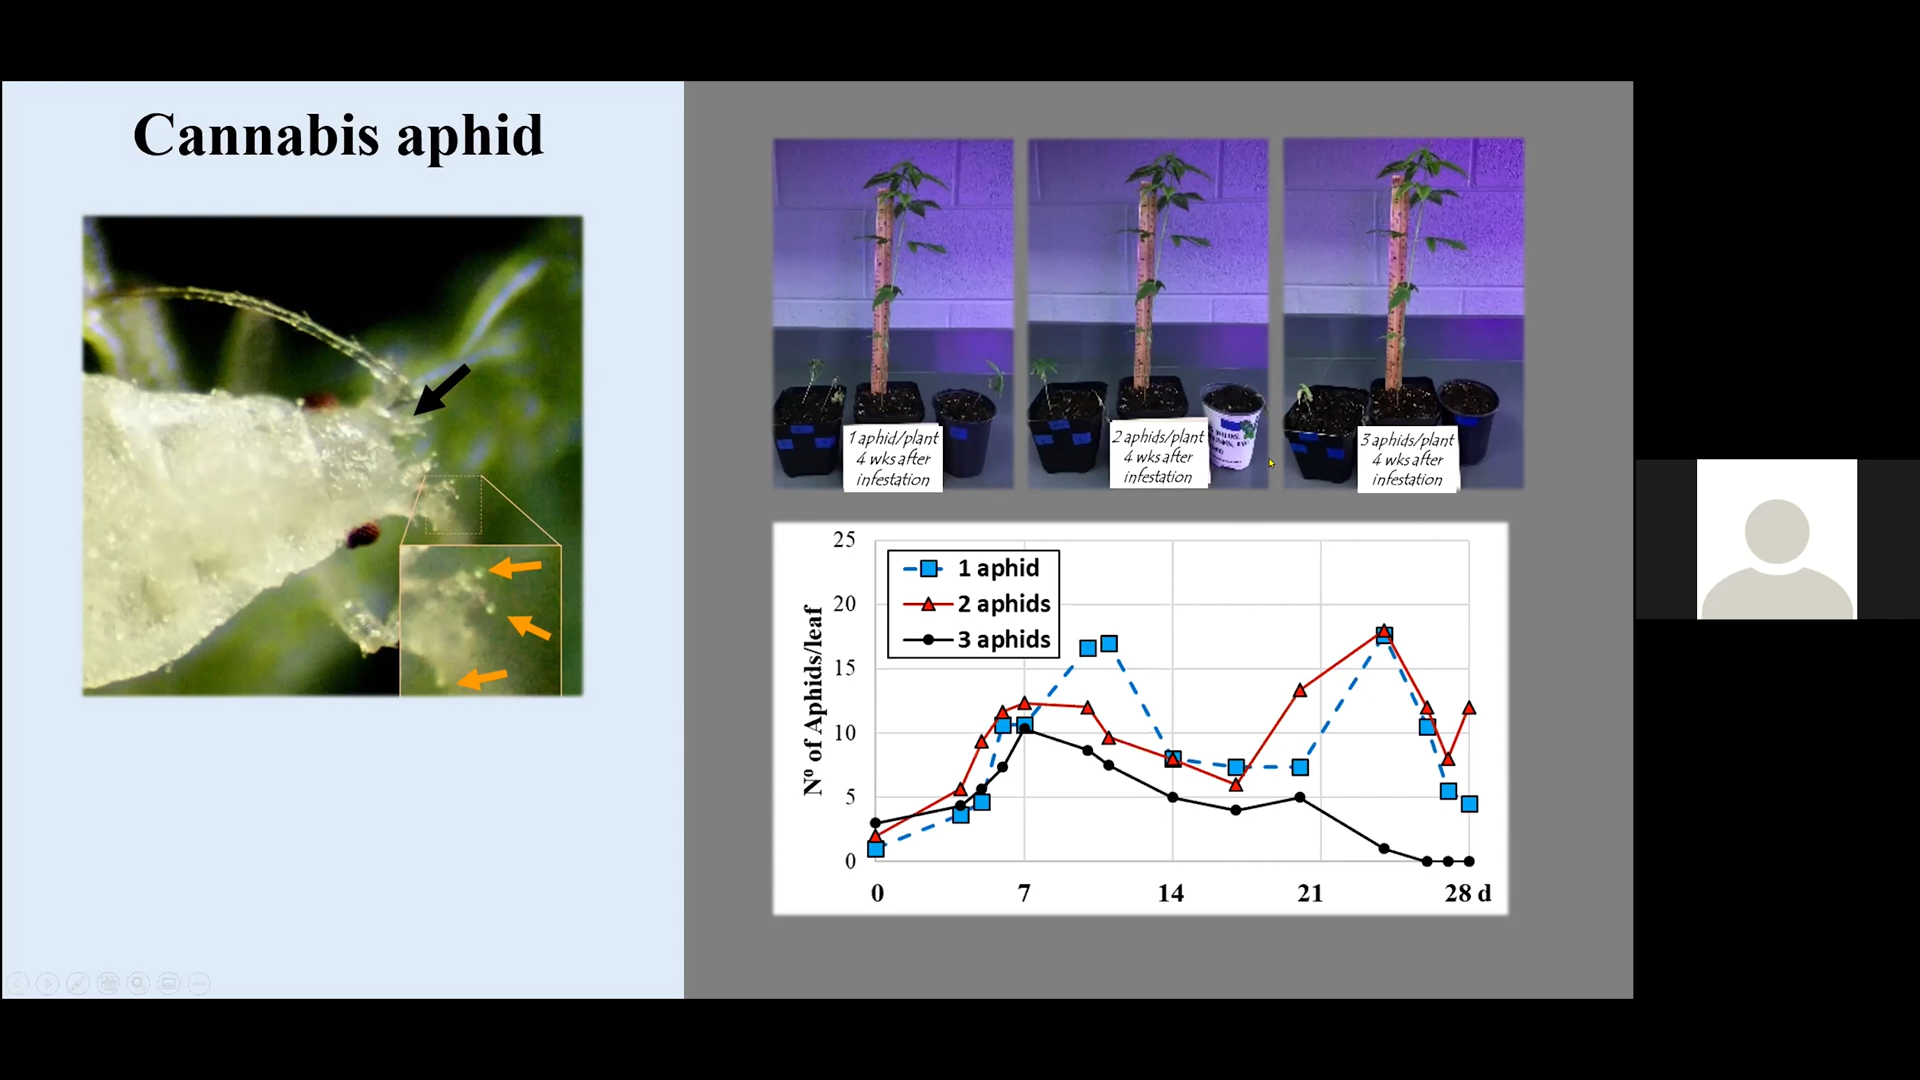 Cannabis aphid
1 aphid/plant
4 wks after
infestation
2 aphids/plant
4 wks after
infestation
3 aphids/plant
4 wks after
infestation
25
20
15
10
5
0
Nº of Aphids/leaf
1 aphid
2 aphids
3 aphids
0 7 14 21 28 d